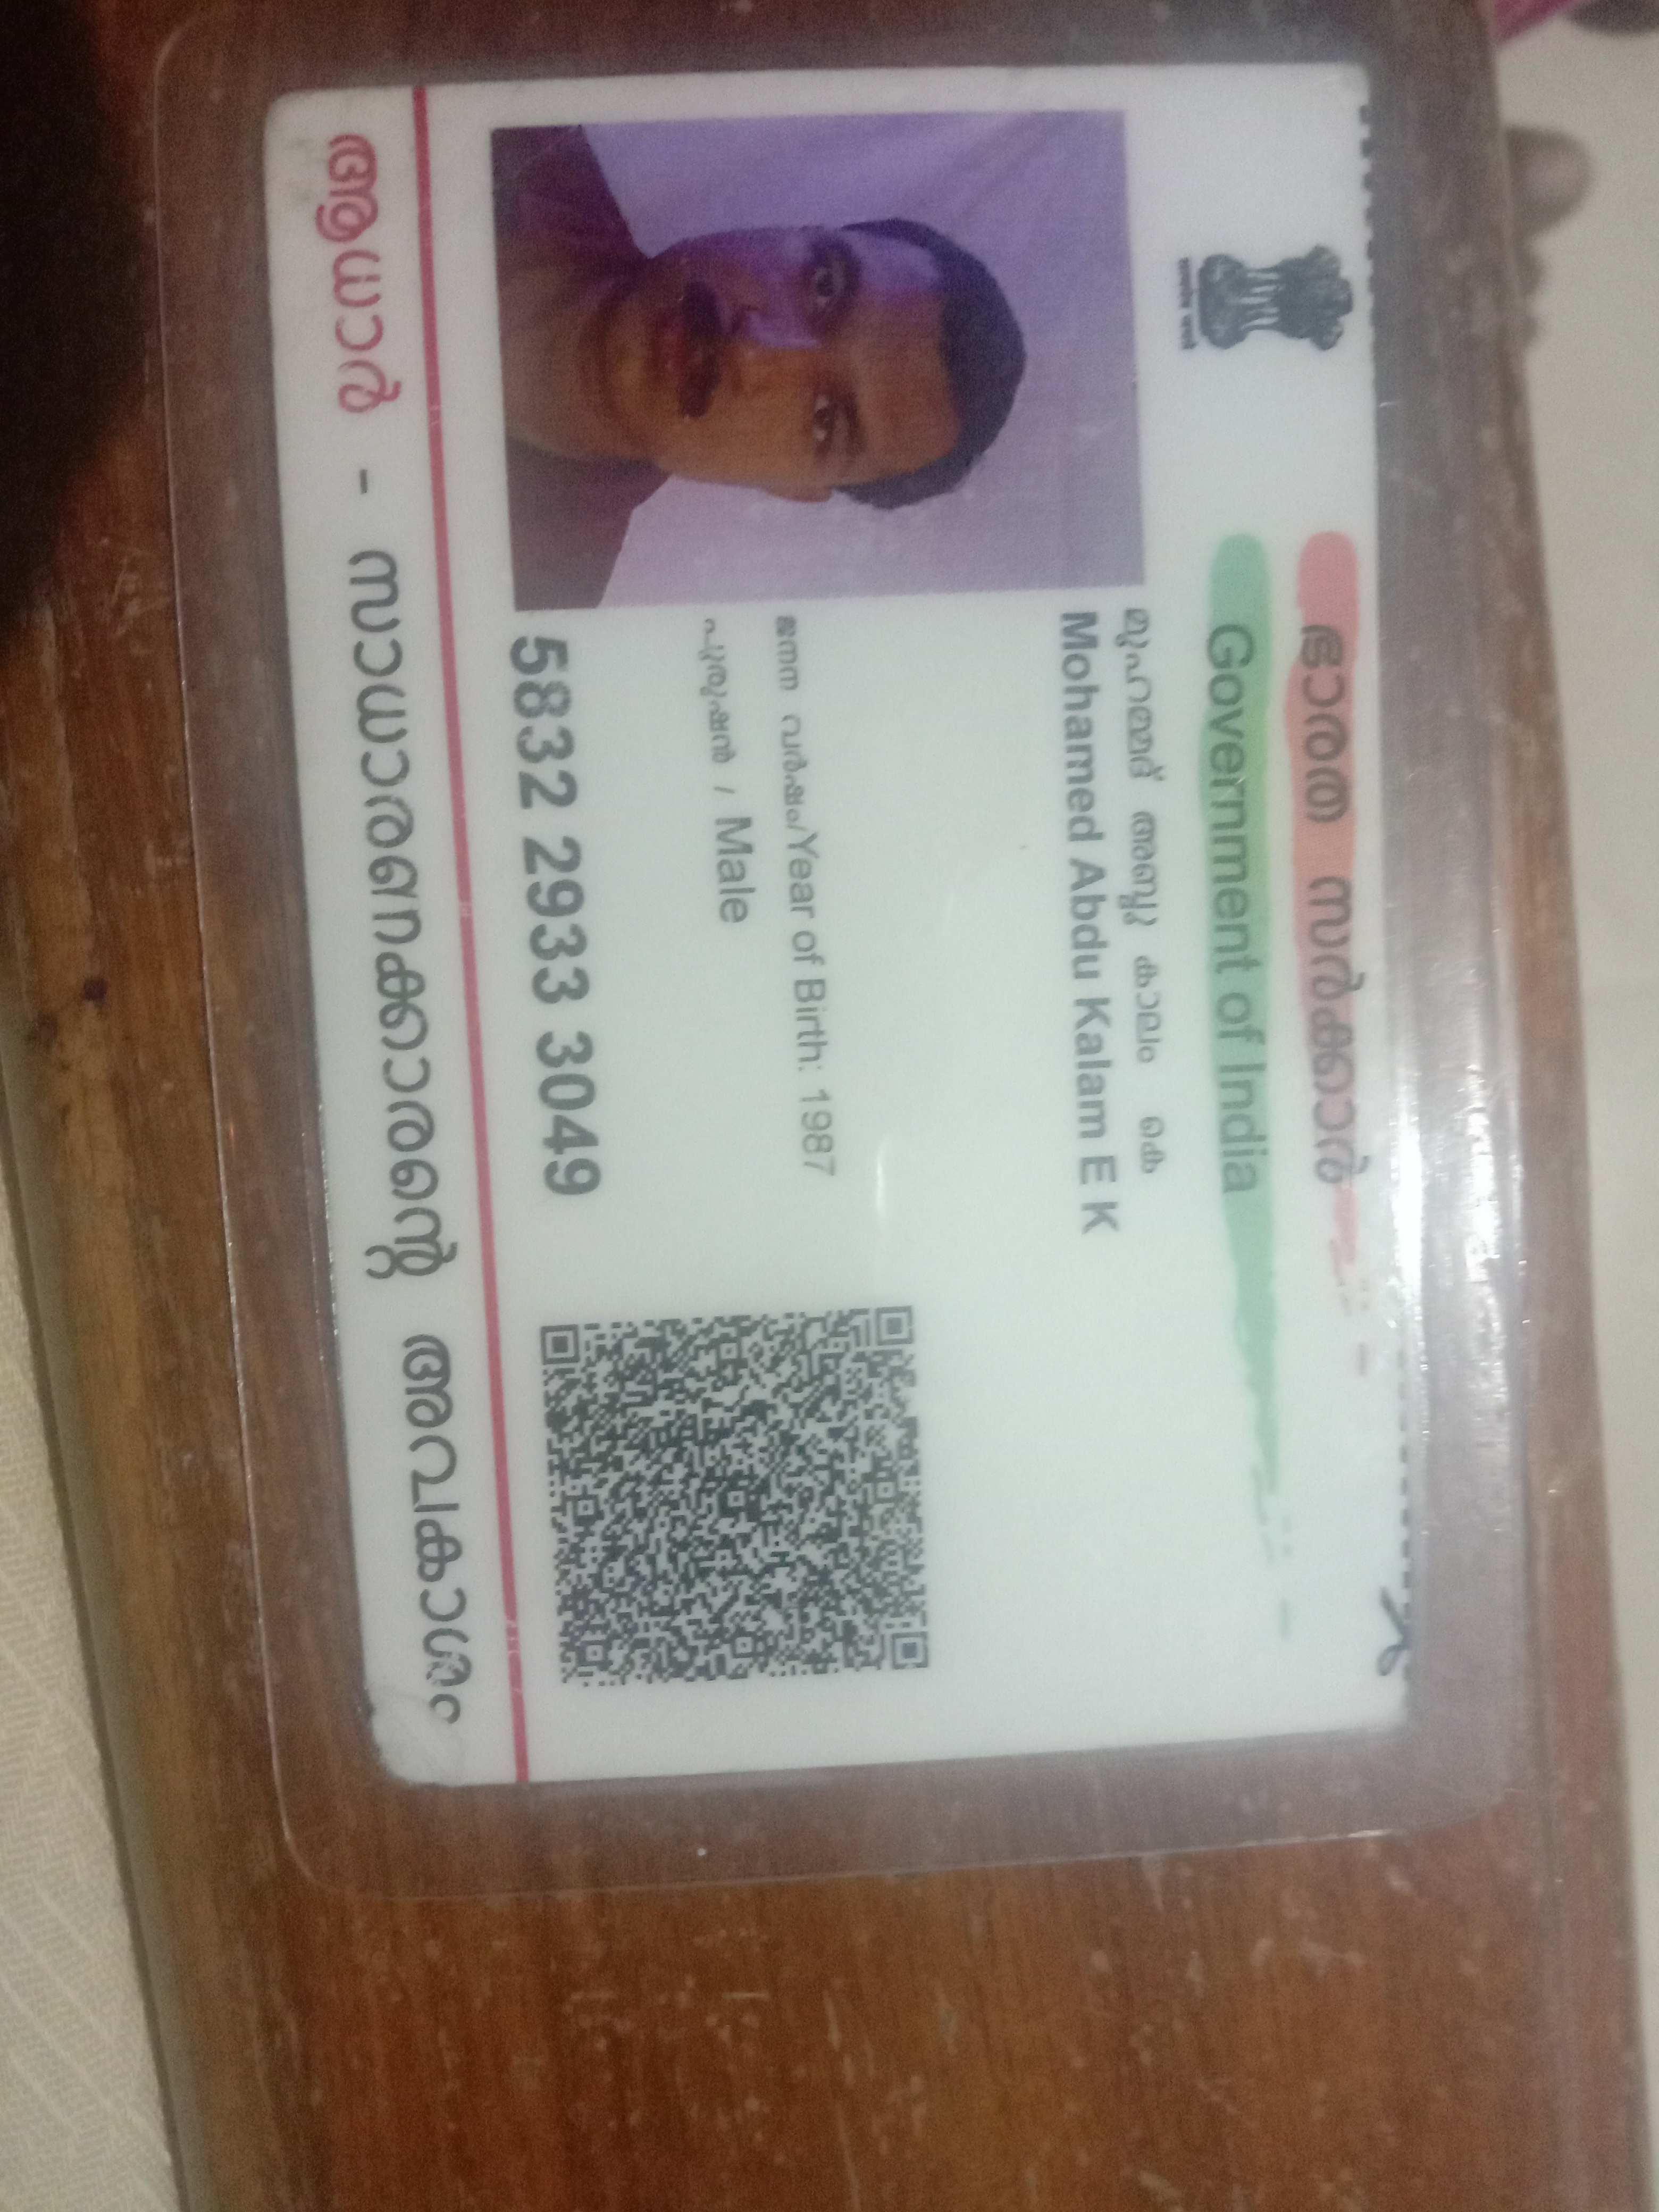 ഭാരത സർക്കാർ
Government of India
മുഹമ്മദ് അബ്ദു കലാം ഇ കെ
Mohamed Abdu Kalam E K
ജനന വർഷം/Year of Birth: 1987
പുരുഷൻ / Male
5832 2933 3049
ആധാർ - സാധാരണക്കാരന്റെ അവകാശം